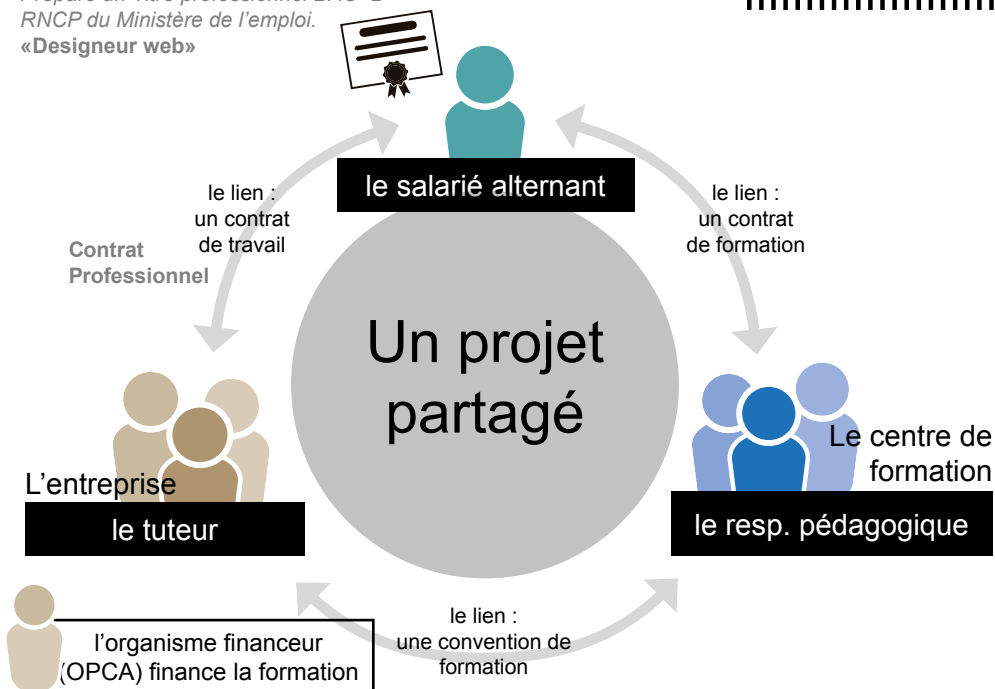 RNCP du Ministère de l'emploi.
«Designeur web»
le salarié alternant
le lien :
un contrat
de travail
le lien :
un contrat
de formation
Contrat
Professionnel
Un projet
partagé
L'entreprise
le tuteur
Le centre de
formation
le resp. pédagogique
le lien :
une convention de
formation
l'organisme financeur
(OPCA) finance la formation